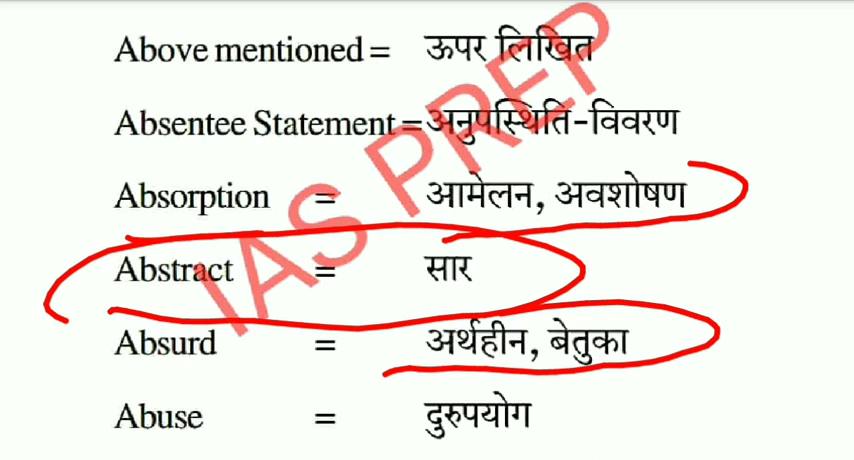 Above mentioned = ऊपर लिखित
Absentee Statement = अनुपस्थिति-विवरण
Absorption = आमेलन, अवशोषण
Abstract = सार
Absurd = अर्थहीन, बेतुका
Abuse = दुरुपयोग
IAS PREP